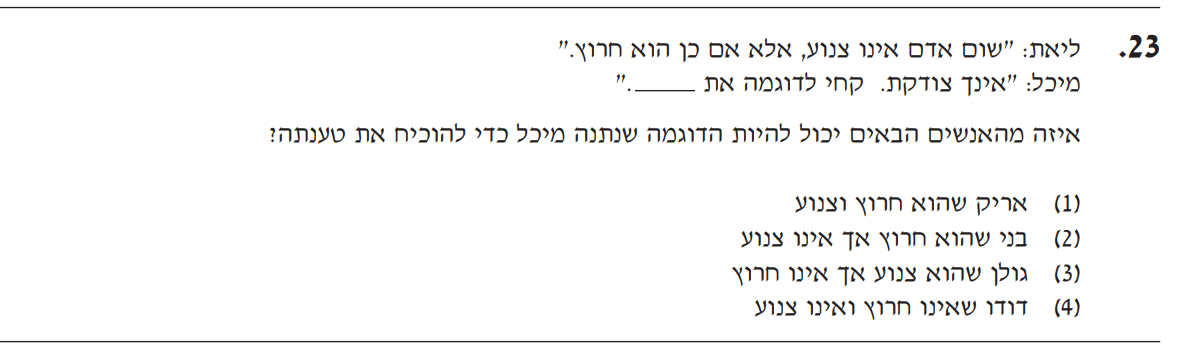 23. ליאת: "שום אדם אינו צנוע, אלא אם כן הוא חרוץ."
מיכל: "אינך צודקת. קחי לדוגמה את _____."
איזה מהאנשים הבאים יכול להיות הדוגמה שנתנה מיכל כדי להוכיח את טענתה?
(1) אריק שהוא חרוץ וצנוע
(2) בני שהוא חרוץ אך אינו צנוע
(3) גולן שהוא צנוע אך אינו חרוץ
(4) דודו שאינו חרוץ ואינו צנוע